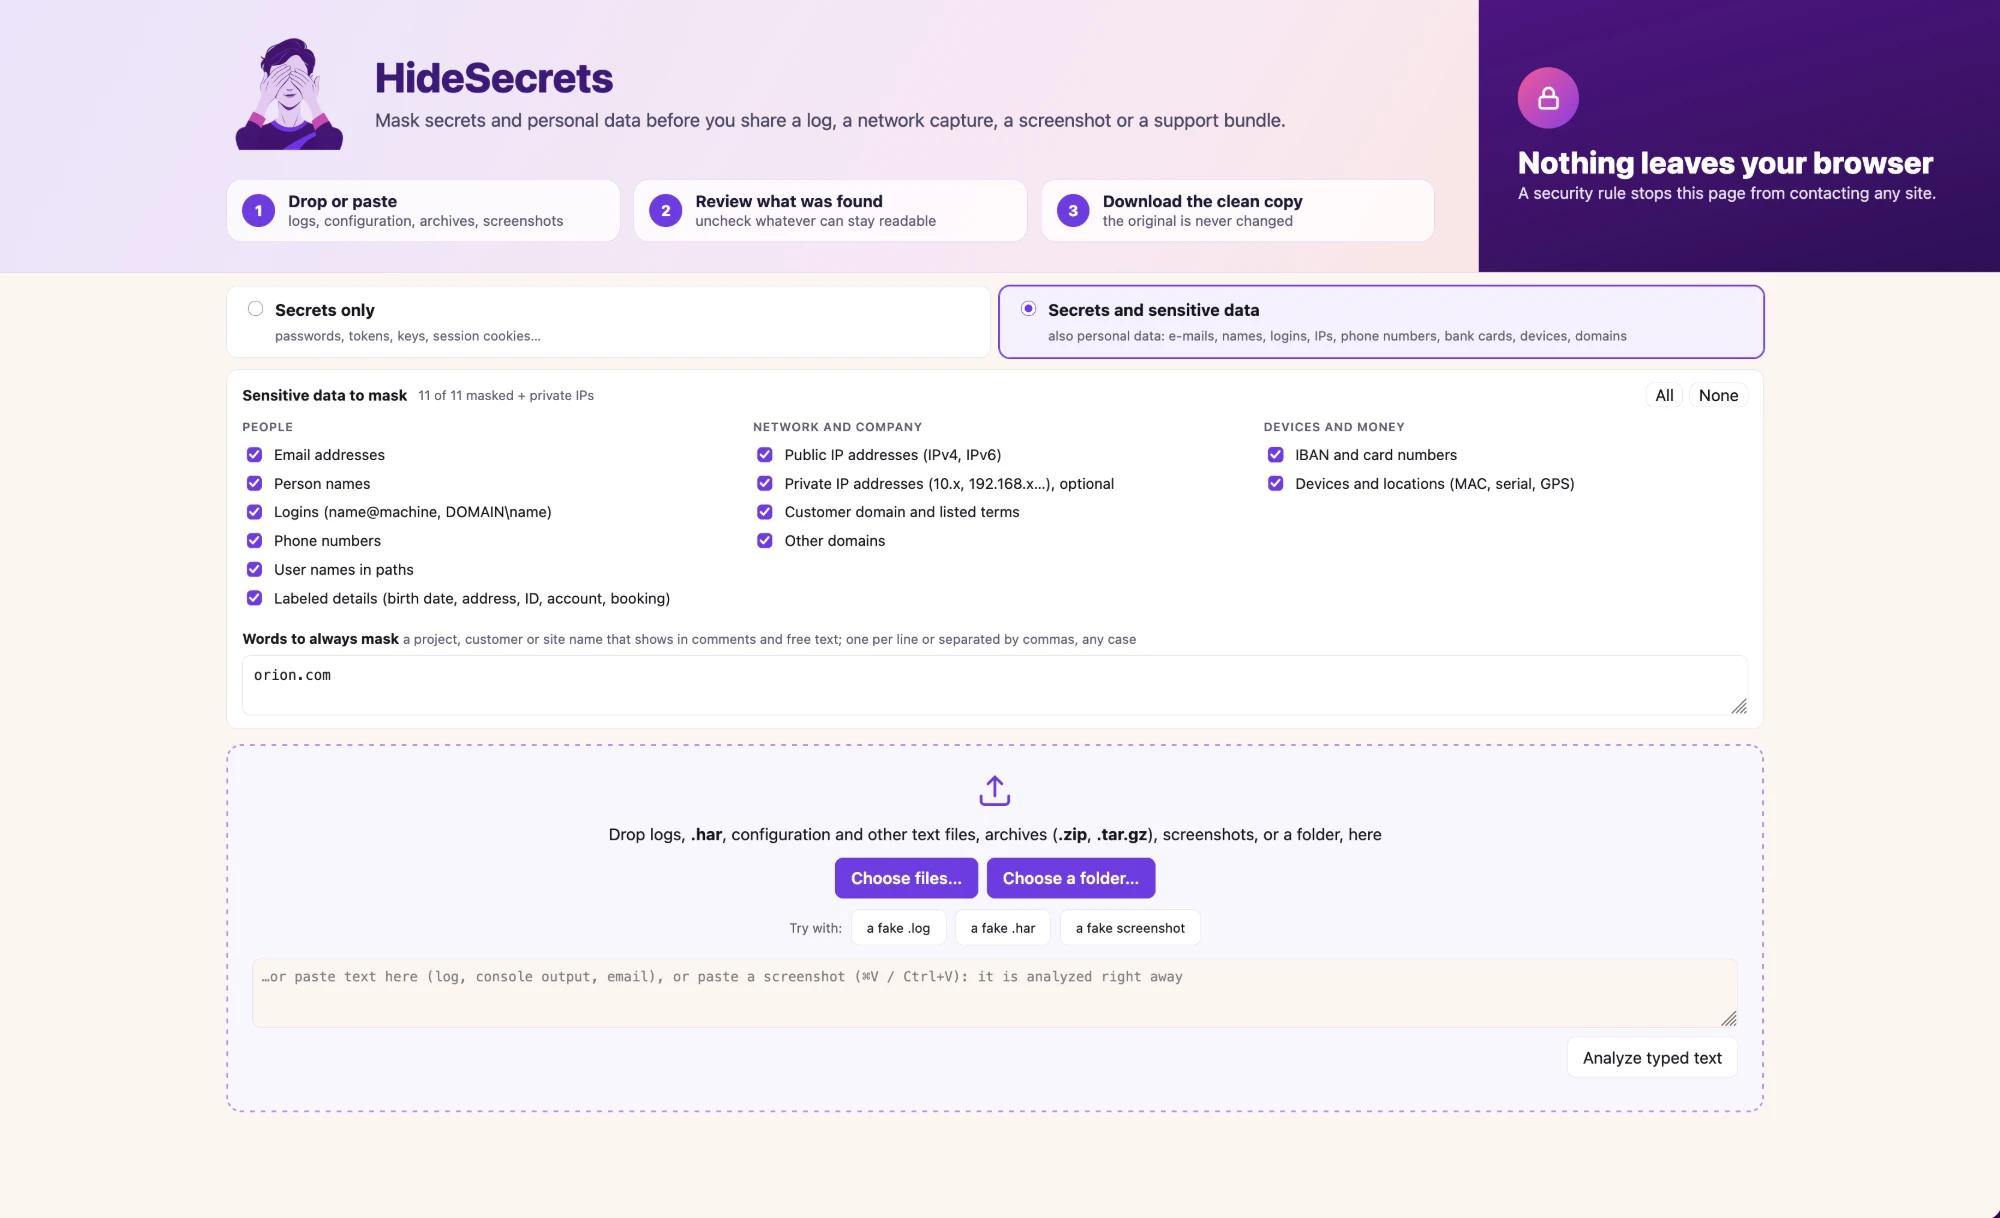 HideSecrets
Mask secrets and personal data before you share a log, a network capture, a screenshot or a support bundle.
1
Drop or paste
logs, configuration, archives, screenshots
2
Review what was found
uncheck whatever can stay readable
3
Download the clean copy
the original is never changed
Nothing leaves your browser
A security rule stops this page from contacting any site.
Secrets only
passwords, tokens, keys, session cookies...
Secrets and sensitive data
also personal data: e-mails, names, logins, IPs, phone numbers, bank cards, devices, domains
Sensitive data to mask 11 of 11 masked + private IPs
All None
PEOPLE
Email addresses
Person names
Logins (name@machine, DOMAIN\name)
Phone numbers
User names in paths
Labeled details (birth date, address, ID, account, booking)
NETWORK AND COMPANY
Public IP addresses (IPv4, IPv6)
Private IP addresses (10.x, 192.168.x...), optional
Customer domain and listed terms
Other domains
DEVICES AND MONEY
IBAN and card numbers
Devices and locations (MAC, serial, GPS)
Words to always mask a project, customer or site name that shows in comments and free text; one per line or separated by commas, any case
orion.com
Drop logs, .har, configuration and other text files, archives (.zip, .tar.gz), screenshots, or a folder, here
Choose files... Choose a folder...
Try with: a fake .log a fake .har a fake screenshot
…or paste text here (log, console output, email), or paste a screenshot (⌘V / Ctrl+V): it is analyzed right away
Analyze typed text